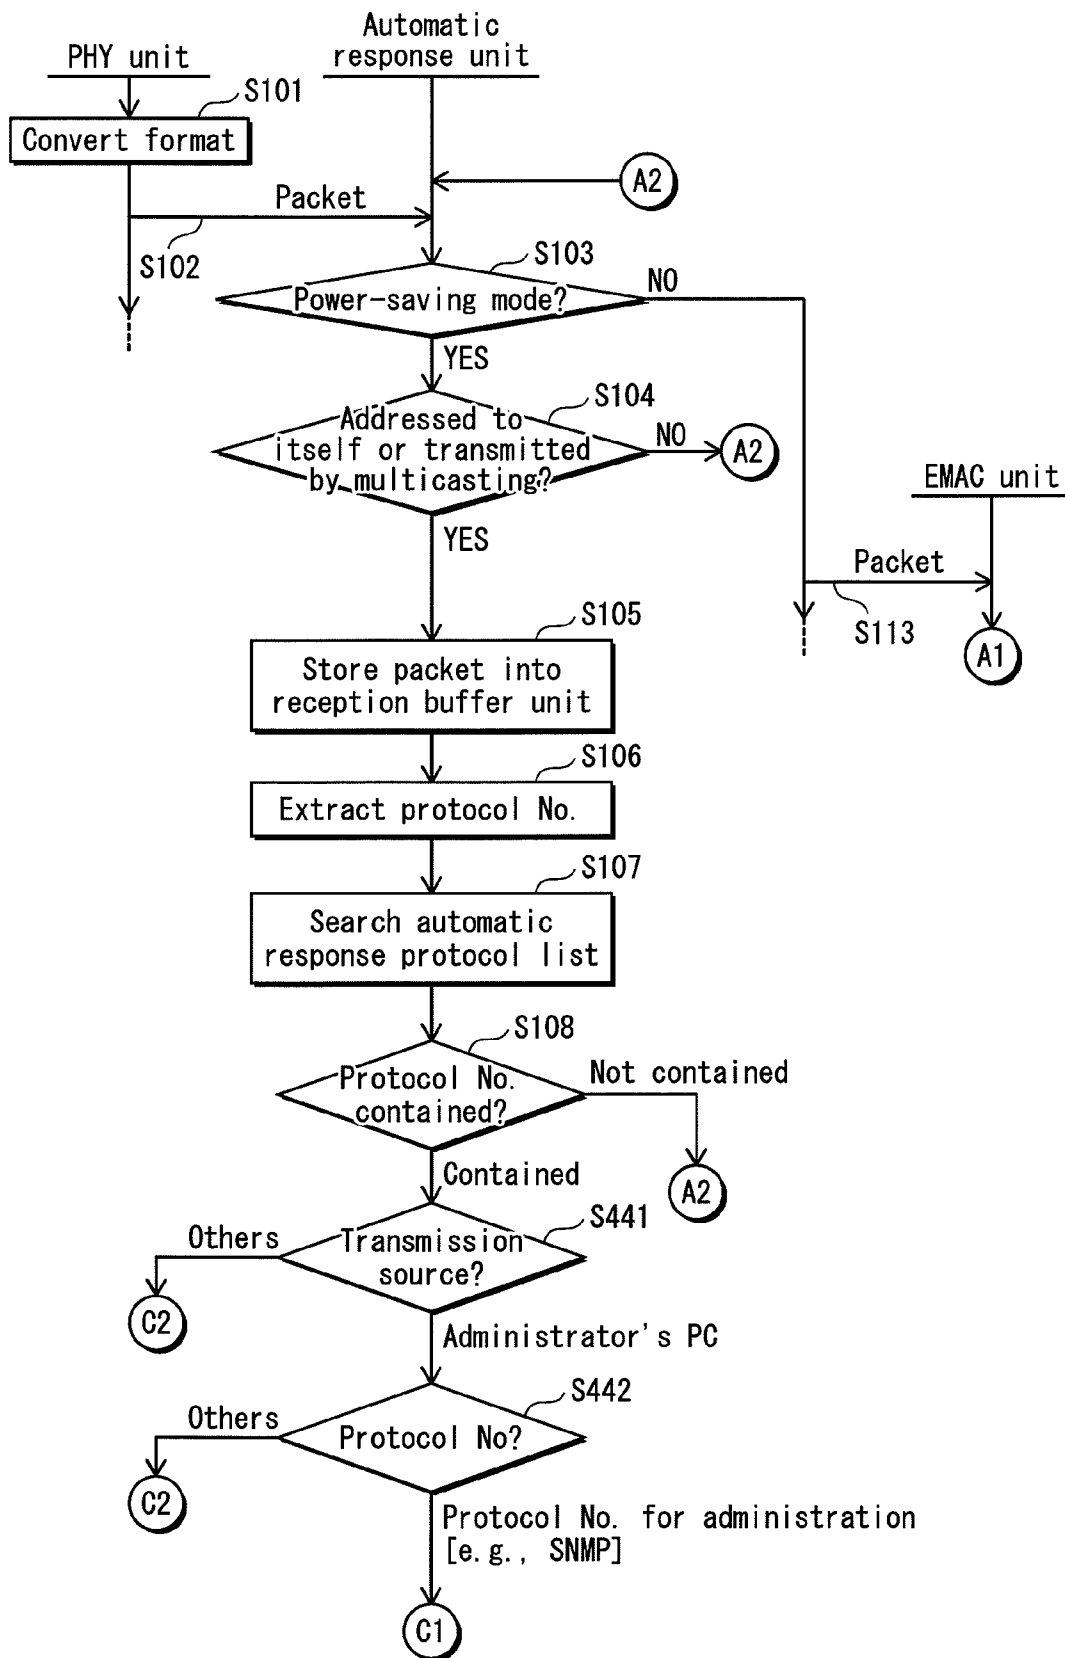 Automatic
response unit
PHY unit
S101
Convert format
A2
Packet
S102
S103
Power-saving mode?
NO
YES
S104
Addressed to
itself or transmitted
by multicasting?
NO
A2
YES
EMAC unit
Packet
S113
A1
S105
Store packet into
reception buffer unit
S106
Extract protocol No.
S107
Search automatic
response protocol list
S108
Protocol No.
contained?
Not contained
A2
Contained
S441
Transmission
source?
Others
C2
Administrator's PC
S442
Protocol No?
Others
C2
Protocol No. for administration
[e.g., SNMP]
C1